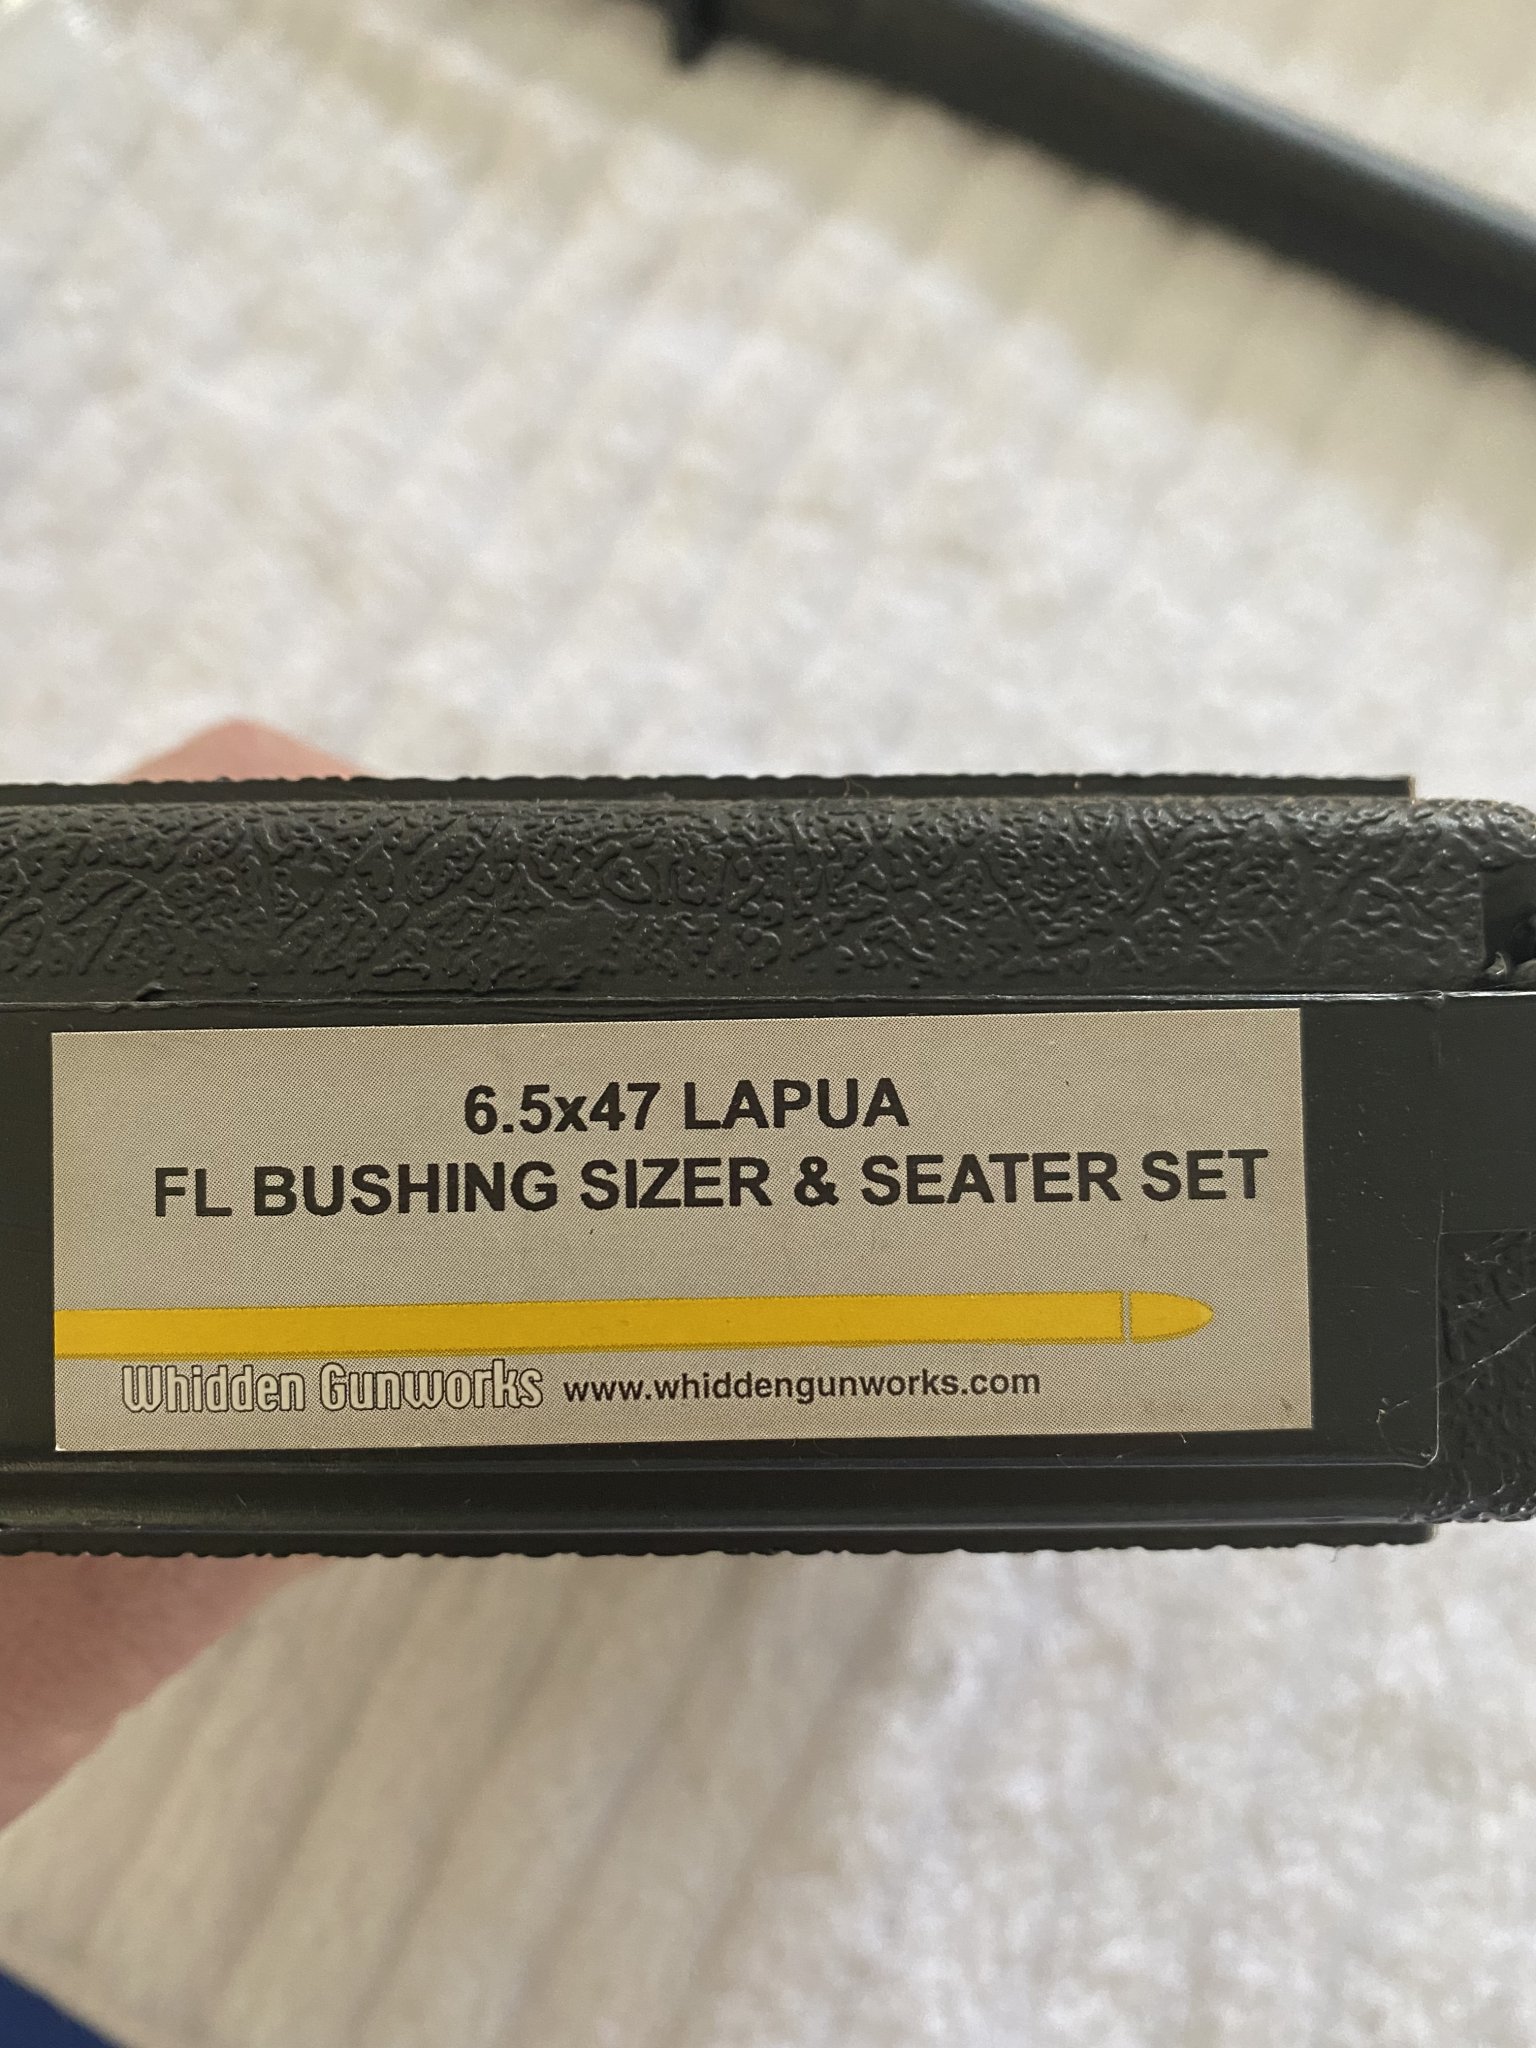 6.5x47 LAPUA
FL BUSHING SIZER & SEATER SET
Whidden Gunworks www.whiddengunworks.com